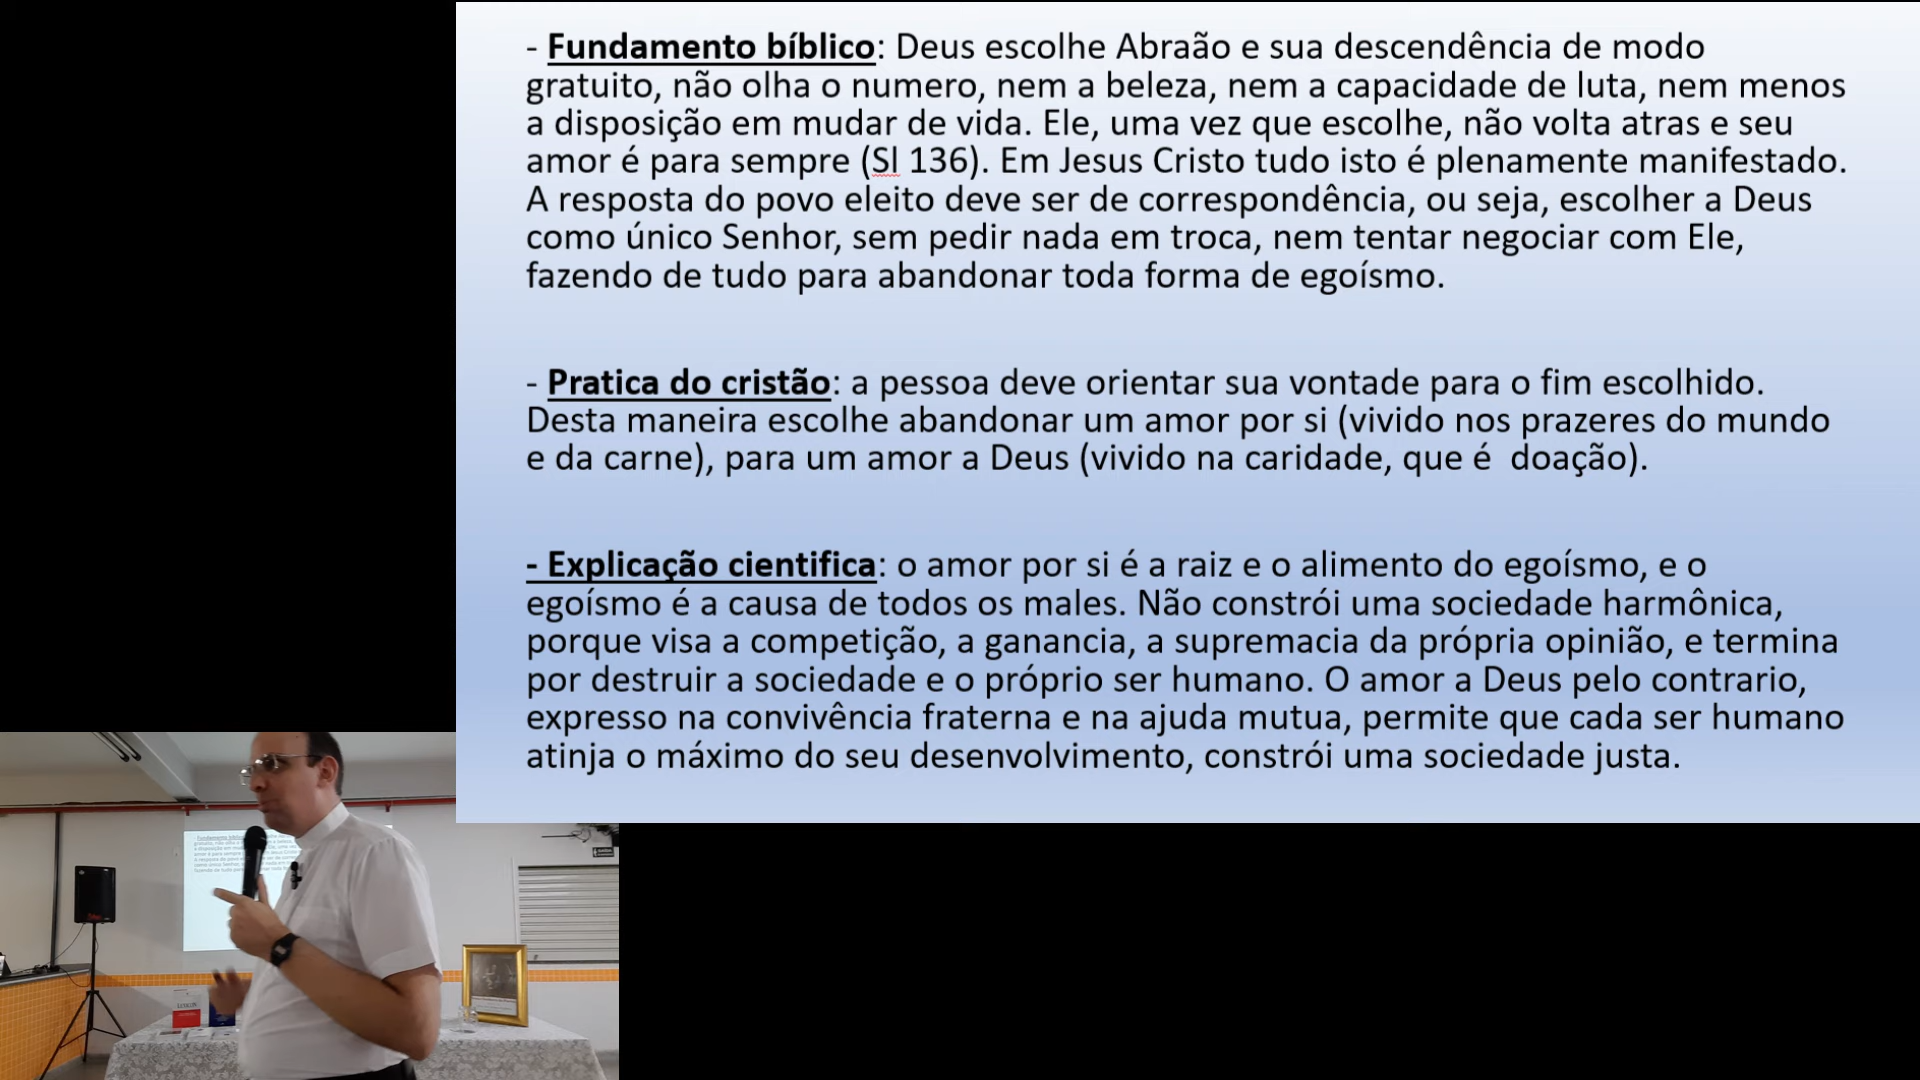 - Fundamento bíblico: Deus escolhe Abraão e sua descendência de modo
gratuito, não olha o numero, nem a beleza, nem a capacidade de luta, nem menos
a disposição em mudar de vida. Ele, uma vez que escolhe, não volta atras e seu
amor é para sempre (Sl 136). Em Jesus Cristo tudo isto é plenamente manifestado.
A resposta do povo eleito deve ser de correspondência, ou seja, escolher a Deus
como único Senhor, sem pedir nada em troca, nem tentar negociar com Ele,
fazendo de tudo para abandonar toda forma de egoísmo.
- Pratica do cristão: a pessoa deve orientar sua vontade para o fim escolhido.
Desta maneira escolhe abandonar um amor por si (vivido nos prazeres do mundo
e da carne), para um amor a Deus (vivido na caridade, que é  doação).
- Explicação cientifica: o amor por si é a raiz e o alimento do egoísmo, e o
egoísmo é a causa de todos os males. Não constrói uma sociedade harmônica,
porque visa a competição, a ganancia, a supremacia da própria opinião, e termina
por destruir a sociedade e o próprio ser humano. O amor a Deus pelo contrario,
expresso na convivência fraterna e na ajuda mutua, permite que cada ser humano
atinja o máximo do seu desenvolvimento, constrói uma sociedade justa.